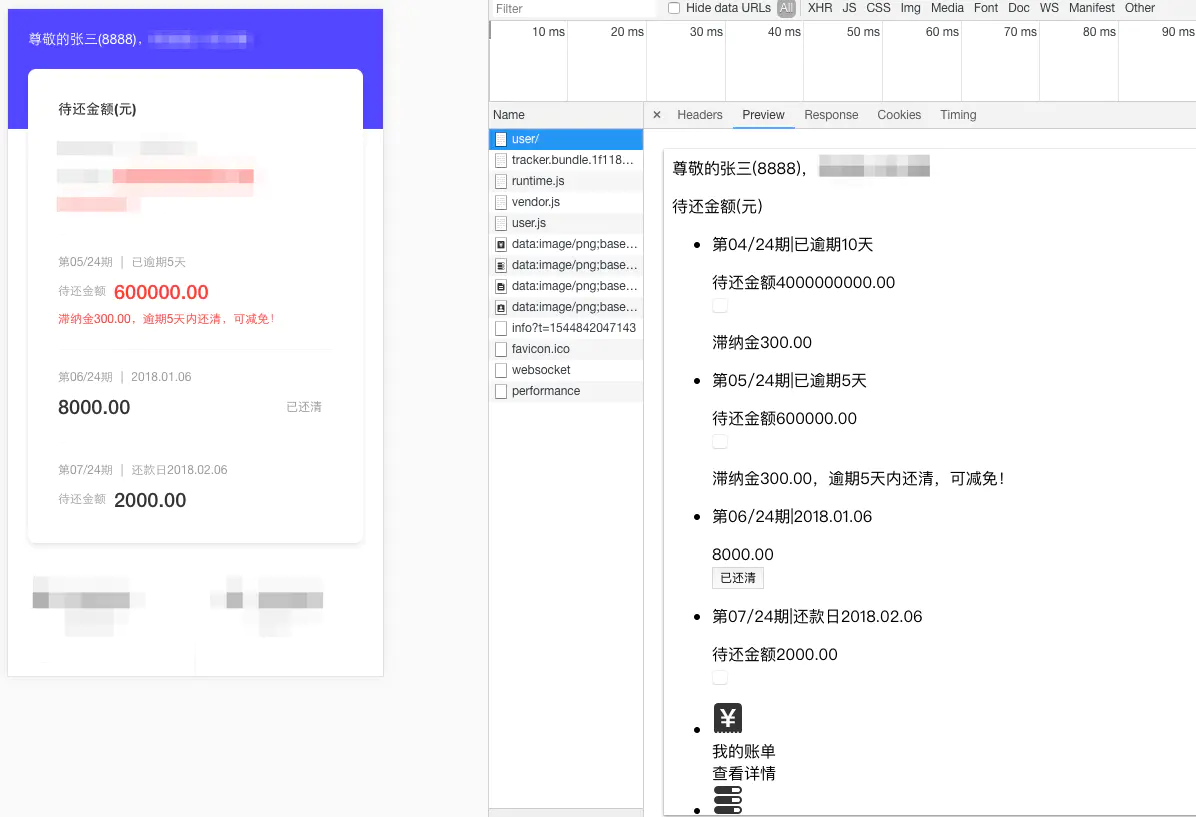 尊敬的张三(8888)，
待还金额(元)
第05/24期 | 已逾期5天
待还金额 600000.00
滞纳金300.00，逾期5天内还清，可减免！
第06/24期 | 2018.01.06
8000.00 已还清
第07/24期 | 还款日2018.02.06
待还金额 2000.00
Filter Hide data URLs All XHR JS CSS Img Media Font Doc WS Manifest Other
10 ms 20 ms 30 ms 40 ms 50 ms 60 ms 70 ms 80 ms 90 ms
Name
user/
tracker.bundle.1f118...
runtime.js
vendor.js
user.js
data:image/png;base...
data:image/png;base...
data:image/png;base...
data:image/png;base...
info?t=1544842047143
favicon.ico
websocket
performance
× Headers Preview Response Cookies Timing
尊敬的张三(8888)，
待还金额(元)
第04/24期|已逾期10天
待还金额4000000000.00
滞纳金300.00
第05/24期|已逾期5天
待还金额600000.00
滞纳金300.00，逾期5天内还清，可减免！
第06/24期|2018.01.06
8000.00
已还清
第07/24期|还款日2018.02.06
待还金额2000.00
¥
我的账单
查看详情